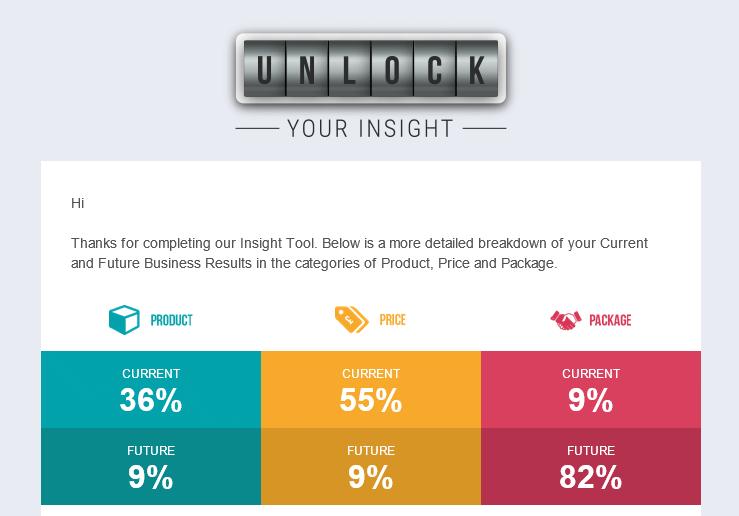 UNLOCK
YOUR INSIGHT
Hi
Thanks for completing our Insight Tool. Below is a more detailed breakdown of your Current
and Future Business Results in the categories of Product, Price and Package.
PRODUCT PRICE PACKAGE
CURRENT CURRENT CURRENT
36% 55% 9%
FUTURE FUTURE FUTURE
9% 9% 82%